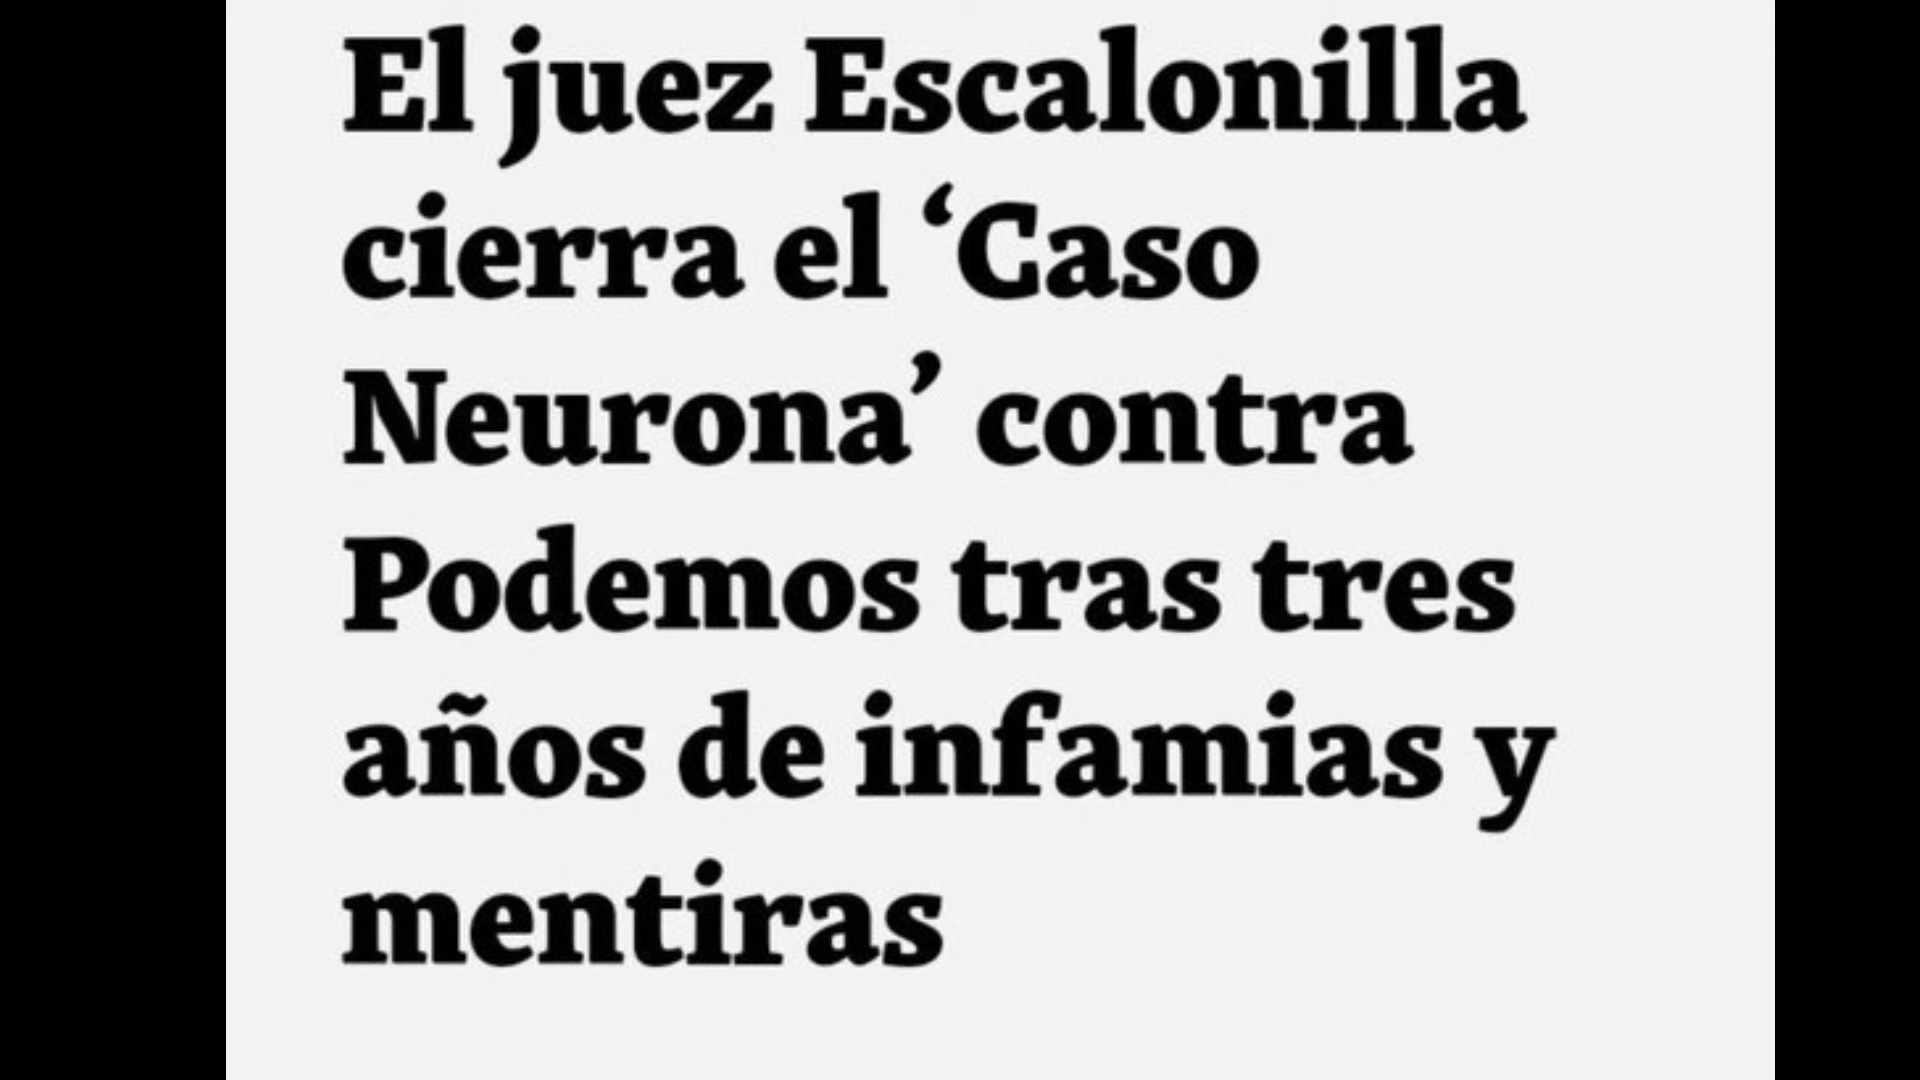 El juez Escalonilla
cierra el ‘Caso
Neurona’ contra
Podemos tras tres
años de infamias y
mentiras